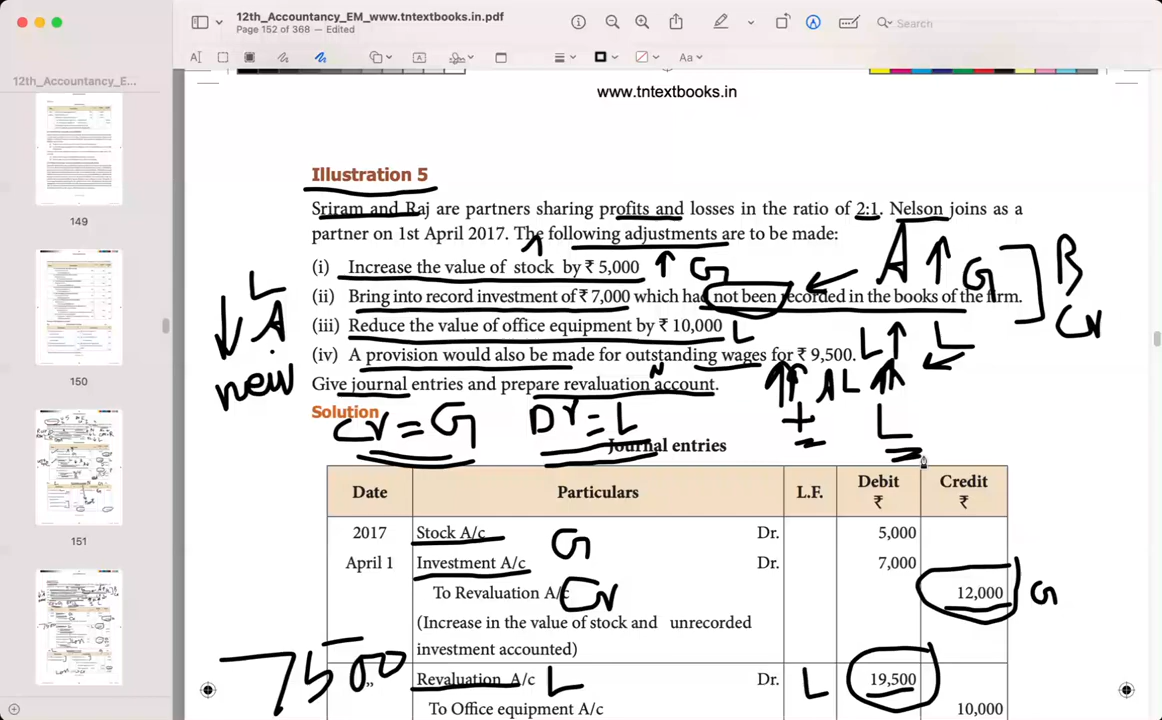 12th_Accountancy_EM_www.tntextbooks.in.pdf
Page 152 of 368 — Edited
Search
Aa
12th_Accountancy_E...
149
150
151
www.tntextbooks.in
Illustration 5
Sriram and Raj are partners sharing profits and losses in the ratio of 2:1. Nelson joins as a
partner on 1st April 2017. The following adjustments are to be made:
(i) Increase the value of stock by ₹ 5,000 ↑ G A ↑ G B
(ii) Bring into record investment of ₹ 7,000 which had not been recorded in the books of the firm.
L
(iii) Reduce the value of office equipment by ₹ 10,000 L L ↑ L Cr
↓ A
(iv) A provision would also be made for outstanding wages for ₹ 9,500.
new
Give journal entries and prepare revaluation account. A L
Solution
Cr = G Dr = L + L
Journal entries
Date Particulars L.F. Debit ₹ Credit ₹
2017 Stock A/c G Dr. 5,000
April 1 Investment A/c Dr. 7,000
To Revaluation A/c Cr 12,000 G
(Increase in the value of stock and unrecorded
investment accounted)
7500
,, Revaluation A/c L Dr. L 19,500
To Office equipment A/c 10,000